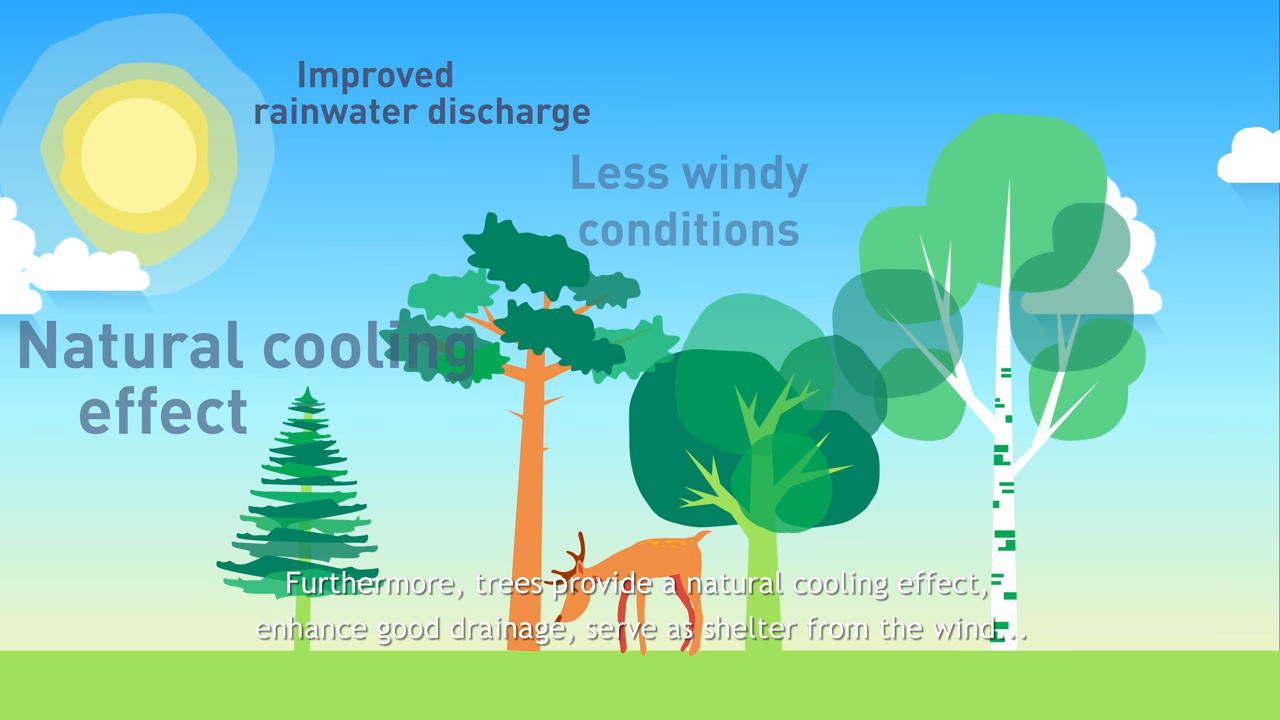 Improved
rainwater discharge
Less windy
conditions
Natural cooling
effect
Furthermore, trees provide a natural cooling effect,
enhance good drainage, serve as shelter from the wind...